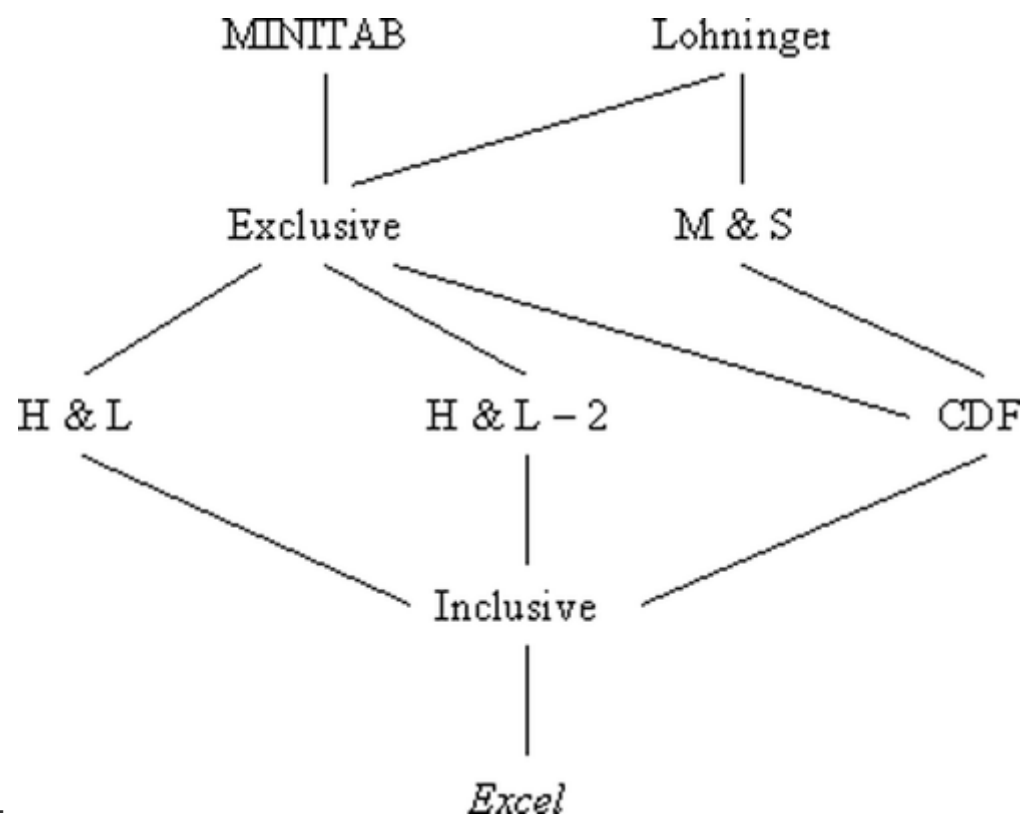 MINITAB Lohninger
Exclusive M & S
H & L H & L – 2 CDF
Inclusive
Excel